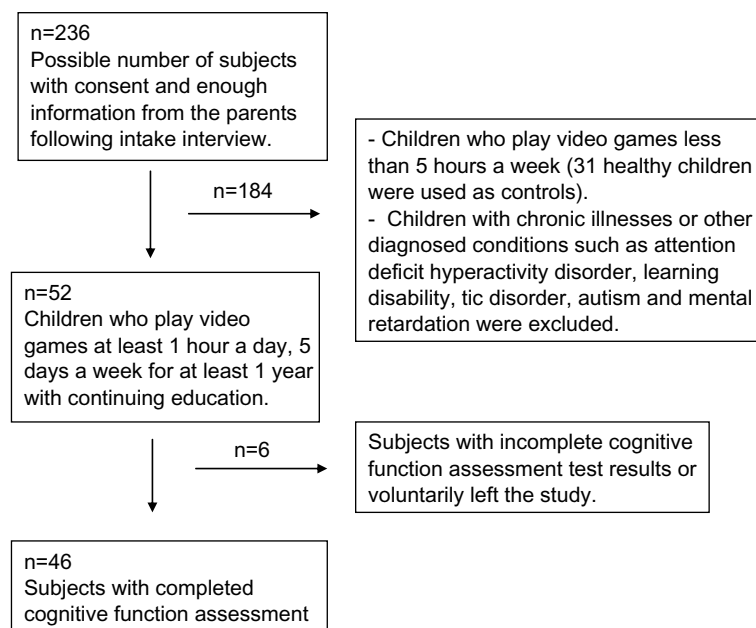 n=236
Possible number of subjects
with consent and enough
information from the parents
following intake interview.
n=184
- Children who play video games less
than 5 hours a week (31 healthy children
were used as controls).
- Children with chronic illnesses or other
diagnosed conditions such as attention
deficit hyperactivity disorder, learning
disability, tic disorder, autism and mental
retardation were excluded.
n=52
Children who play video
games at least 1 hour a day, 5
days a week for at least 1 year
with continuing education.
n=6
Subjects with incomplete cognitive
function assessment test results or
voluntarily left the study.
n=46
Subjects with completed
cognitive function assessment